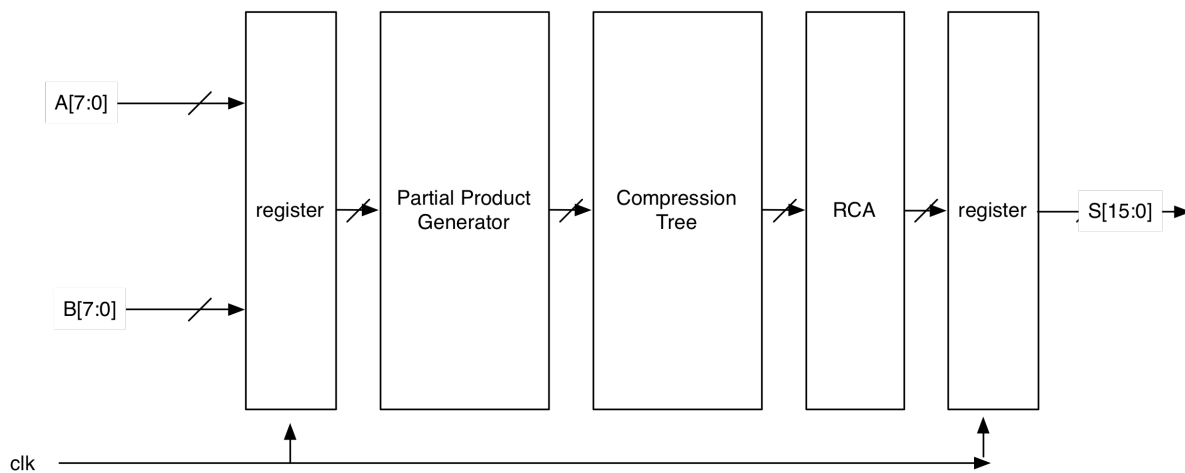 A[7:0]
B[7:0]
register
Partial Product
Generator
Compression
Tree
RCA
register
S[15:0]
clk